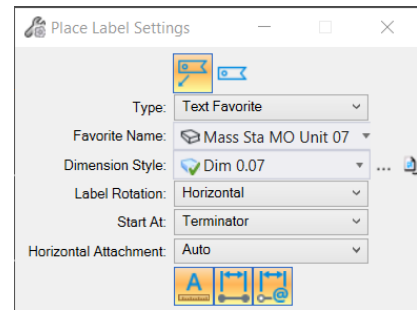 Place Label Settings
Type: Text Favorite
Favorite Name: Mass Sta MO Unit 07
Dimension Style: Dim 0.07 ...
Label Rotation: Horizontal
Start At: Terminator
Horizontal Attachment: Auto
A @